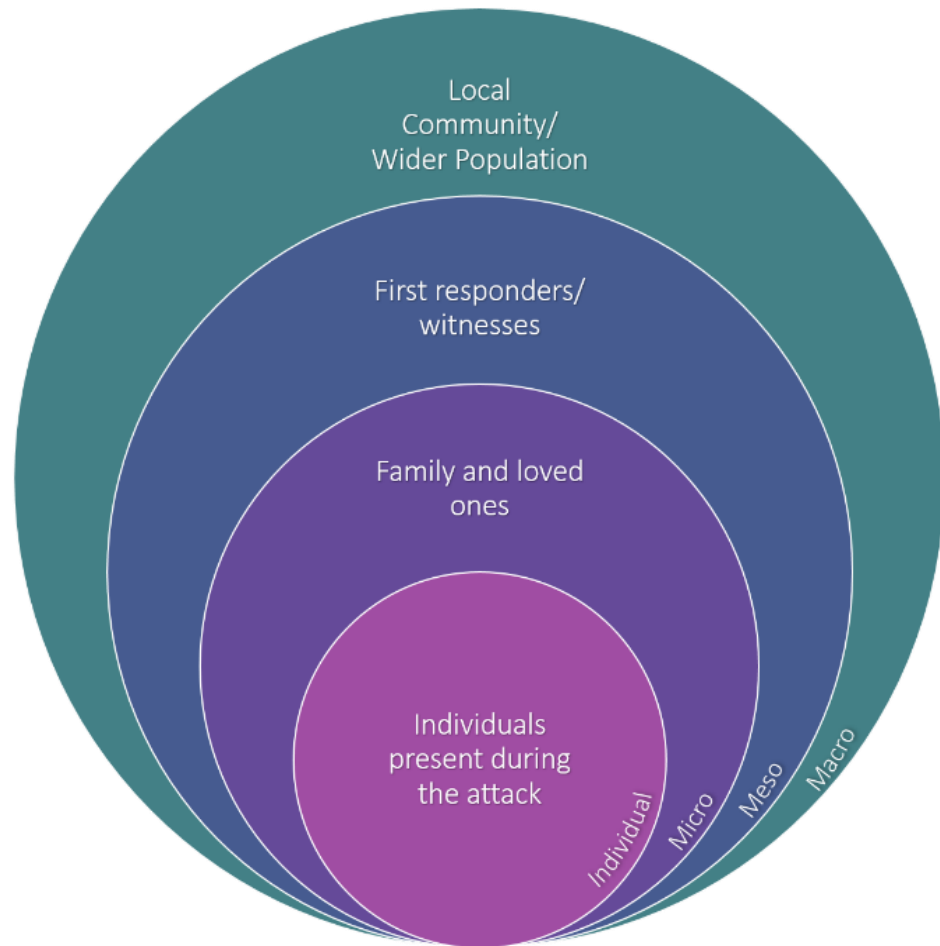 Local
Community/
Wider Population
First responders/
witnesses
Family and loved
ones
Individuals
present during
the attack
Individual
Micro
Meso
Macro